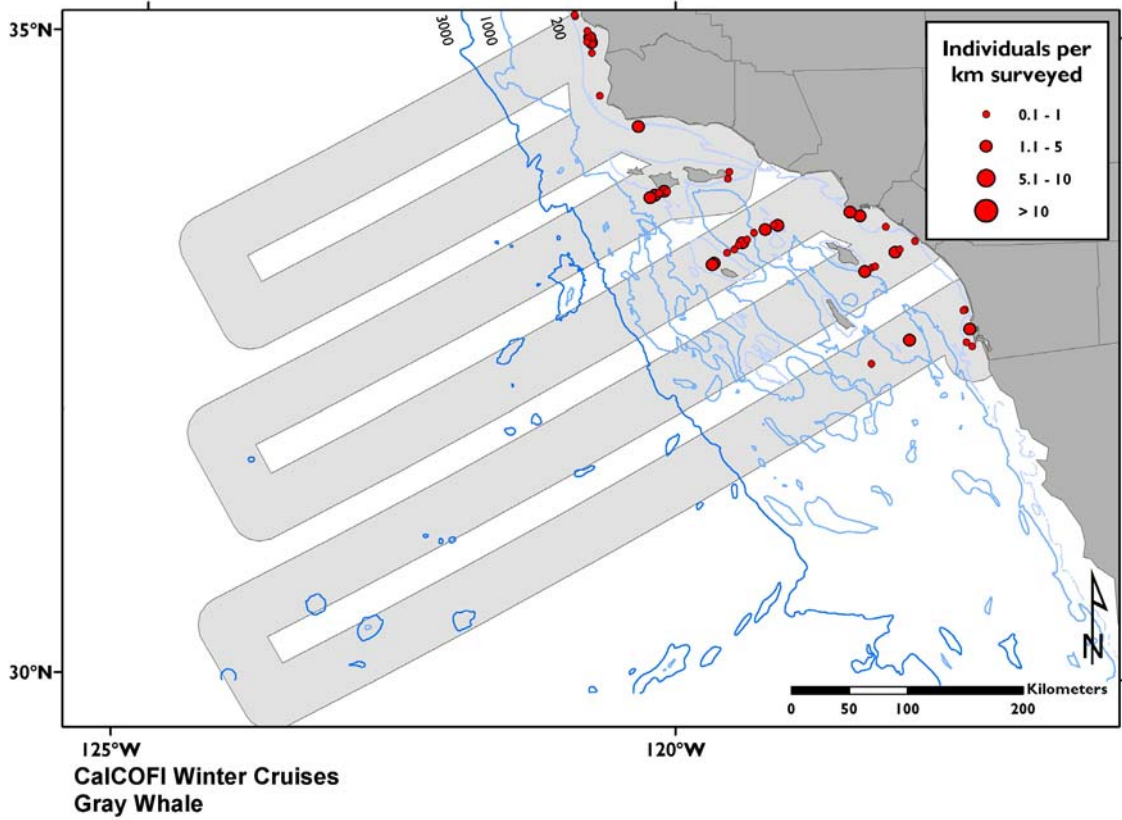 35°N
3000
1000
200
Individuals per
km surveyed
0.1 - 1
1.1 - 5
5.1 - 10
> 10
30°N
N
Kilometers
0 50 100 200
125°W
120°W
CalCOFI Winter Cruises
Gray Whale